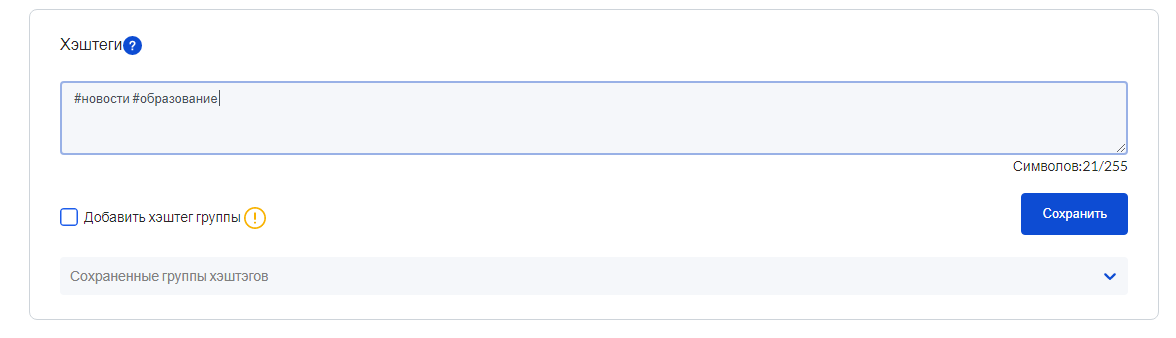 Хэштеги ?
#новости #образование
Символов:21/255
Добавить хэштег группы !
Сохранить
Сохраненные группы хэштэгов